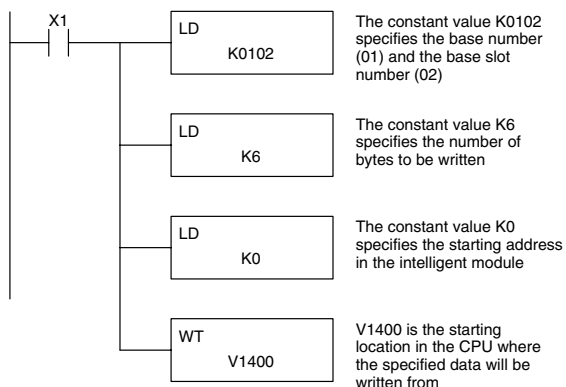 X1
LD
K0102
The constant value K0102
specifies the base number
(01) and the base slot
number (02)
LD
K6
The constant value K6
specifies the number of
bytes to be written
LD
K0
The constant value K0
specifies the starting address
in the intelligent module
WT
V1400
V1400 is the starting
location in the CPU where
the specified data will be
written from